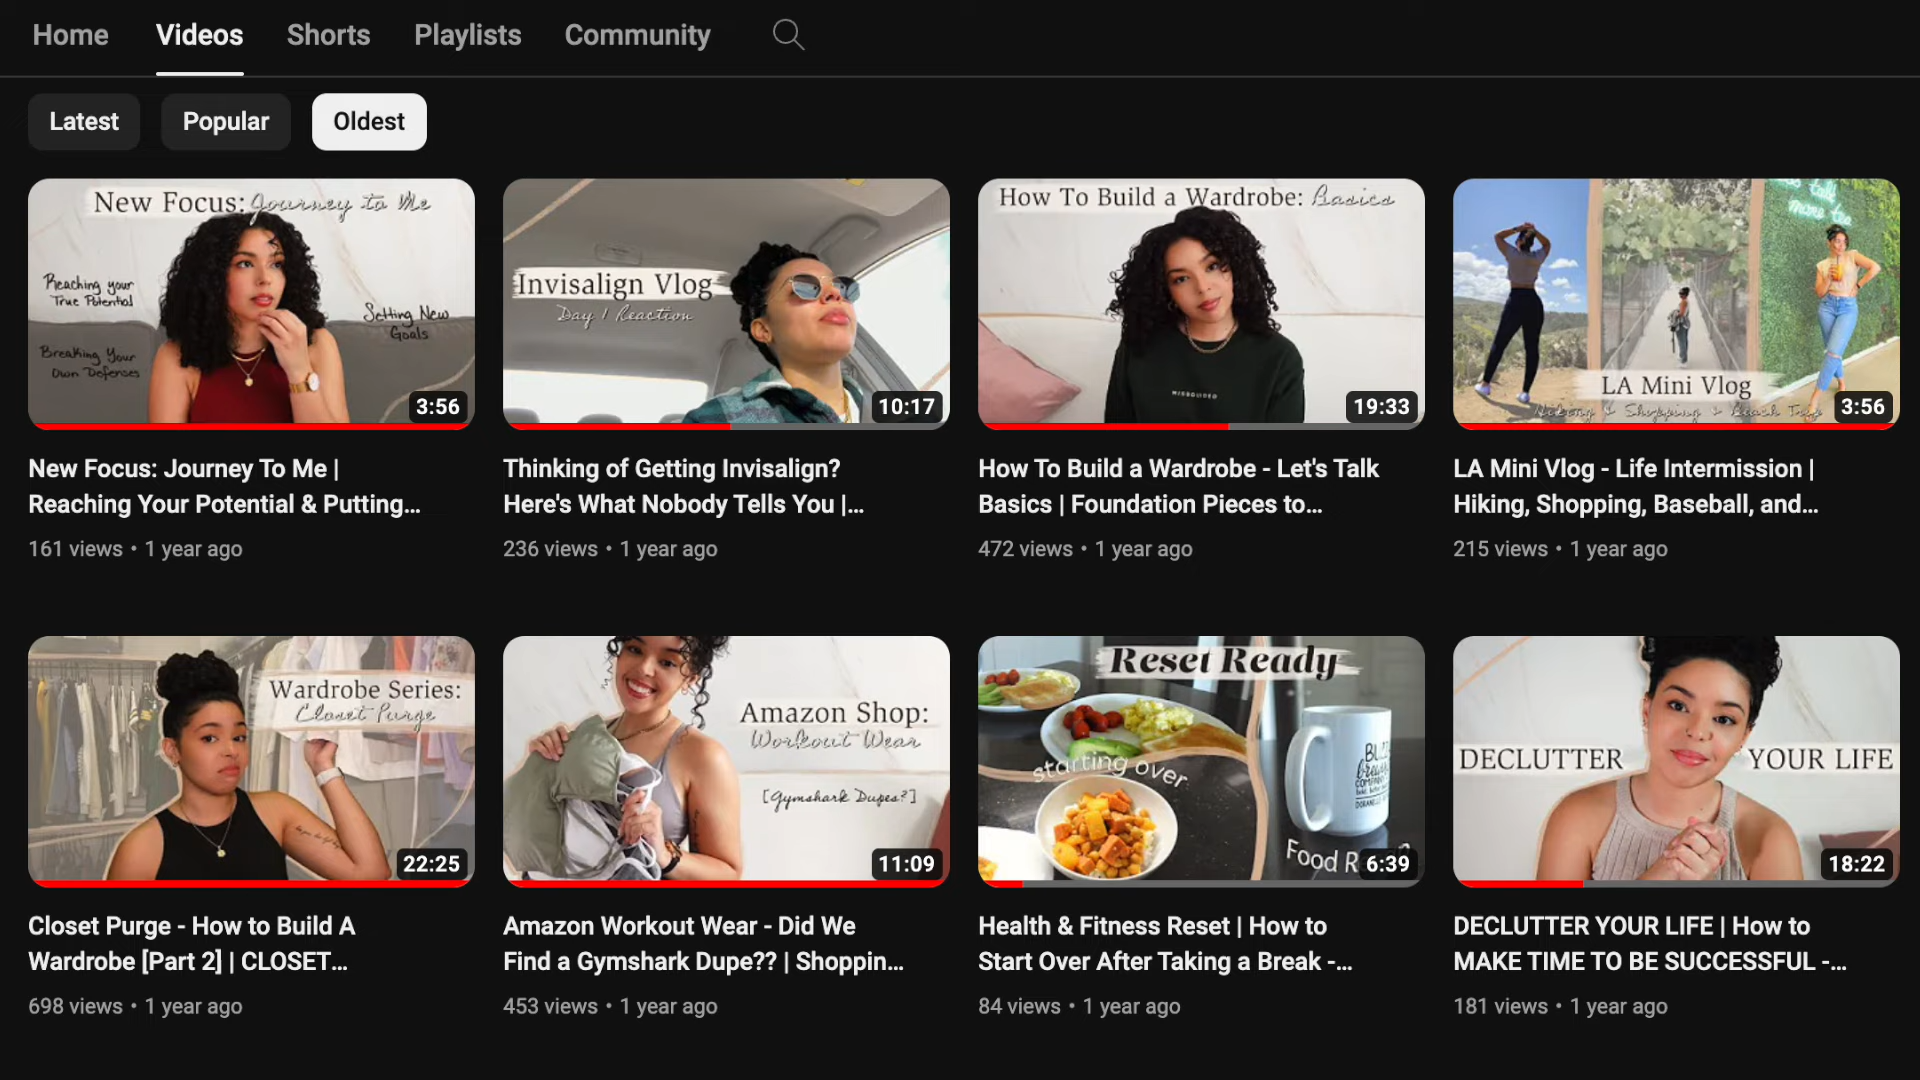 Home Videos Shorts Playlists Community
Latest Popular Oldest
New Focus: Journey to Me
Reaching your
True Potential
Setting New
Goals
Breaking Your
Own Defenses
3:56
Invisalign Vlog
Day 1 Reaction
10:17
How To Build a Wardrobe: Basics
MISSGUIDED
19:33
LA Mini Vlog
Hiking + Shopping + Beach Trip
3:56
New Focus: Journey To Me |
Reaching Your Potential & Putting...
161 views • 1 year ago
Thinking of Getting Invisalign?
Here's What Nobody Tells You |...
236 views • 1 year ago
How To Build a Wardrobe - Let's Talk
Basics | Foundation Pieces to...
472 views • 1 year ago
LA Mini Vlog - Life Intermission |
Hiking, Shopping, Baseball, and...
215 views • 1 year ago
Wardrobe Series:
Closet Purge
22:25
Amazon Shop:
Workout Wear
[Gymshark Dupes?]
11:09
Reset Ready
starting over
Food R
6:39
DECLUTTER YOUR LIFE
18:22
Closet Purge - How to Build A
Wardrobe [Part 2] | CLOSET...
698 views • 1 year ago
Amazon Workout Wear - Did We
Find a Gymshark Dupe?? | Shoppin...
453 views • 1 year ago
Health & Fitness Reset | How to
Start Over After Taking a Break -...
84 views • 1 year ago
DECLUTTER YOUR LIFE | How to
MAKE TIME TO BE SUCCESSFUL -...
181 views • 1 year ago